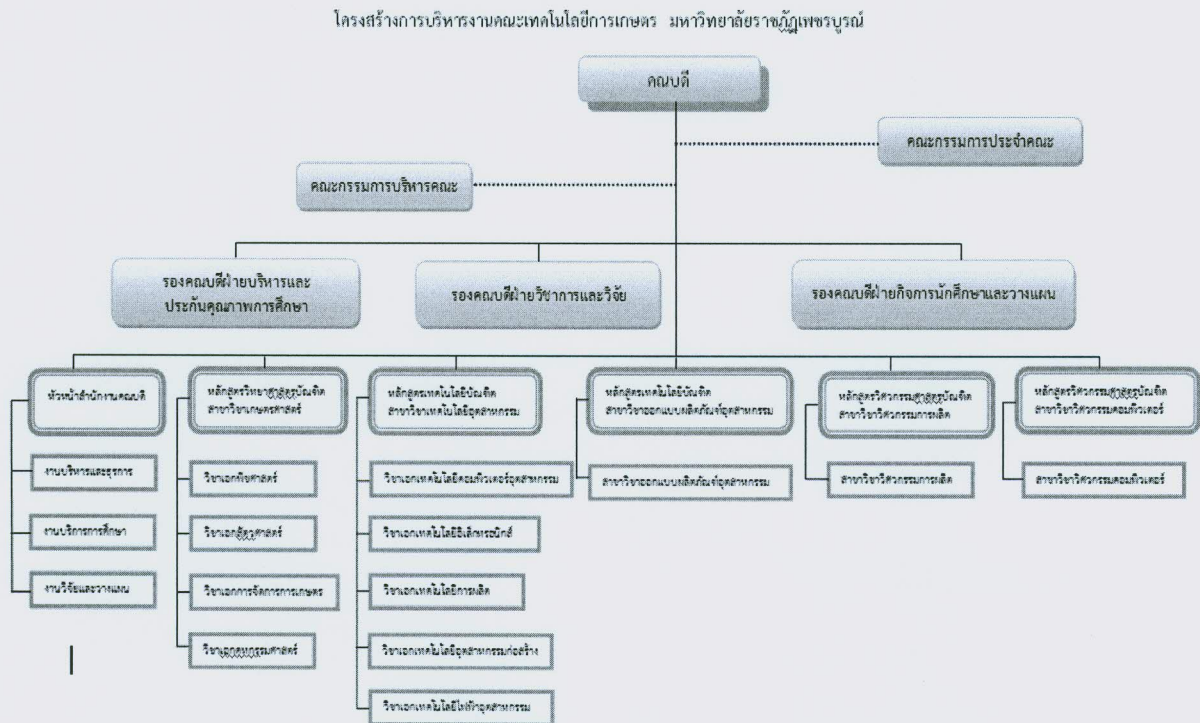 โครงสร้างการบริหารงานคณะเทคโนโลยีการเกษตร มหาวิทยาลัยราชภัฏเพชรบูรณ์
คณบดี
คณะกรรมการประจำคณะ
คณะกรรมการบริหารคณะ
รองคณบดีฝ่ายบริหารและ
ประกันคุณภาพการศึกษา
รองคณบดีฝ่ายวิชาการและวิจัย
รองคณบดีฝ่ายกิจการนักศึกษาและวางแผน
หัวหน้าสำนักงานคณบดี
งานบริหารและธุรการ
งานบริการการศึกษา
งานวิจัยและวางแผน
หลักสูตรวิทยาศาสตรบัณฑิต
สาขาวิชาเกษตรศาสตร์
วิชาเอกพืชศาสตร์
วิชาเอกสัตวศาสตร์
วิชาเอกการจัดการการเกษตร
วิชาเอกคหกรรมศาสตร์
หลักสูตรเทคโนโลยีบัณฑิต
สาขาวิชาเทคโนโลยีอุตสาหกรรม
วิชาเอกเทคโนโลยีคอมพิวเตอร์อุตสาหกรรม
วิชาเอกเทคโนโลยีอิเล็กทรอนิกส์
วิชาเอกเทคโนโลยีการผลิต
วิชาเอกเทคโนโลยีอุตสาหกรรมก่อสร้าง
วิชาเอกเทคโนโลยีไฟฟ้าอุตสาหกรรม
หลักสูตรเทคโนโลยีบัณฑิต
สาขาวิชาออกแบบผลิตภัณฑ์อุตสาหกรรม
สาขาวิชาออกแบบผลิตภัณฑ์อุตสาหกรรม
หลักสูตรวิศวกรรมศาสตรบัณฑิต
สาขาวิชาวิศวกรรมการผลิต
สาขาวิชาวิศวกรรมการผลิต
หลักสูตรวิศวกรรมศาสตรบัณฑิต
สาขาวิชาวิศวกรรมคอมพิวเตอร์
สาขาวิชาวิศวกรรมคอมพิวเตอร์